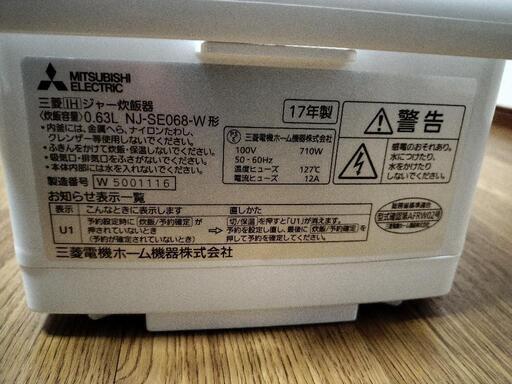 MITSUBISHI
ELECTRIC
三菱IHジャー炊飯器
〈炊飯容量〉0.63L NJ-SE068-W形
17年製
・内釜には、金属へら、ナイロンたわし、
クレンザー等使用しないでください。
・ふきんをかけて炊飯・保温しないでください。
・吸気口・排気口をふさがないでください。
・本体内部には水を入れないでください。
三菱電機ホーム機器株式会社
100V 710W
50-60Hz
温度ヒューズ 127℃
電流ヒューズ 12A
警告
感電のおそれあり。
水につけたり、
水をかけたり
しないでください。
製造番号 W 5001116
お知らせ表示一覧
表示 こんなときに表示します 直しかた
U1 予約設定時に 炊飯/予約確定 が
押されていないとき
(予約が確定されていないとき)
切/保温 を押すと「U1」が消えます。
→予約を設定し直し、最後に 炊飯/予約確定 を
押して予約を確定してください。
型式確認第AFRW02号
三菱電機ホーム機器株式会社